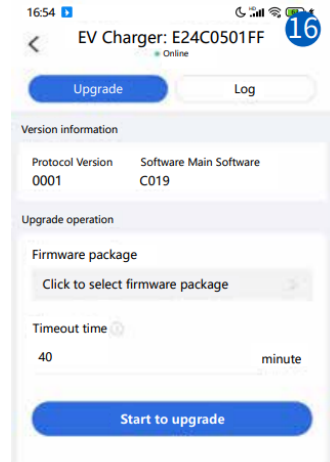 16:54
16
EV Charger: E24C0501FF
Online
Upgrade Log
Version information
Protocol Version Software Main Software
0001 C019
Upgrade operation
Firmware package
Click to select firmware package
Timeout time
40 minute
Start to upgrade